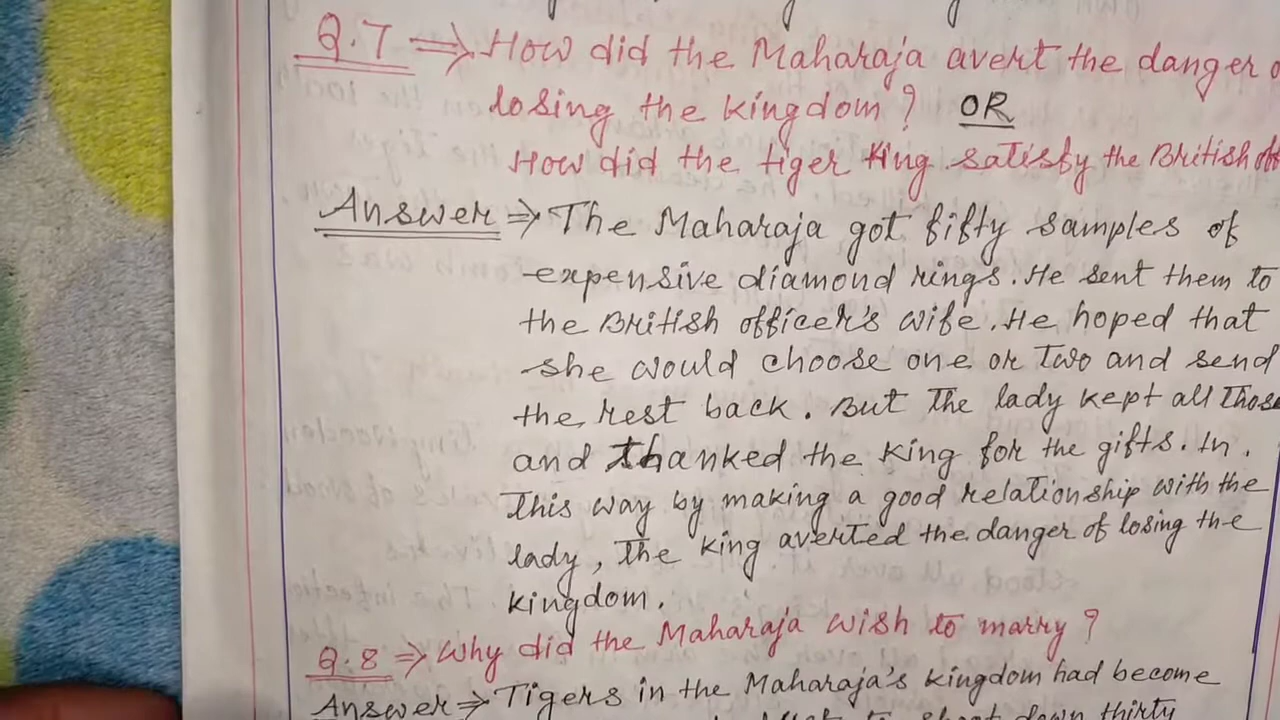 Q.7 ⇒ How did the Maharaja avert the danger
losing the kingdom? OR
How did the tiger King satisfy the British
Answer ⇒ The Maharaja got fifty samples of
expensive diamond rings. He sent them to
the British officer's wife. He hoped that
she would choose one or two and send
the rest back. But the lady kept all those
and thanked the King for the gifts. In.
This way by making a good relationship with the
lady, the King averted the danger of losing the
kingdom.
Q.8 ⇒ Why did the Maharaja wish to marry?
Answer ⇒ Tigers in the Maharaja's kingdom had become
to shoot down thirty